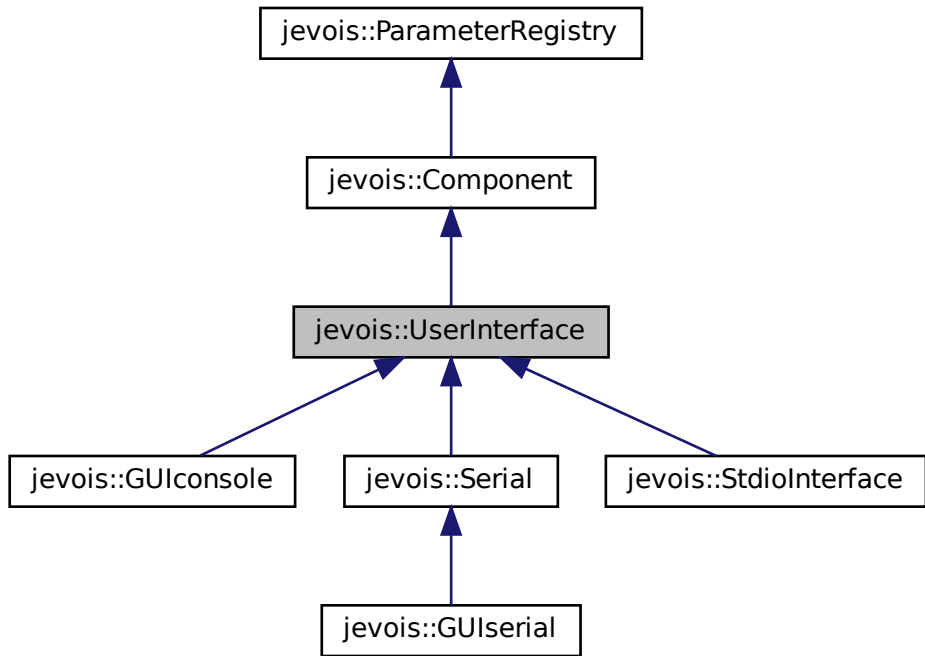 jevois::ParameterRegistry
jevois::Component
jevois::UserInterface
jevois::GUIconsole
jevois::Serial
jevois::StdioInterface
jevois::GUIserial